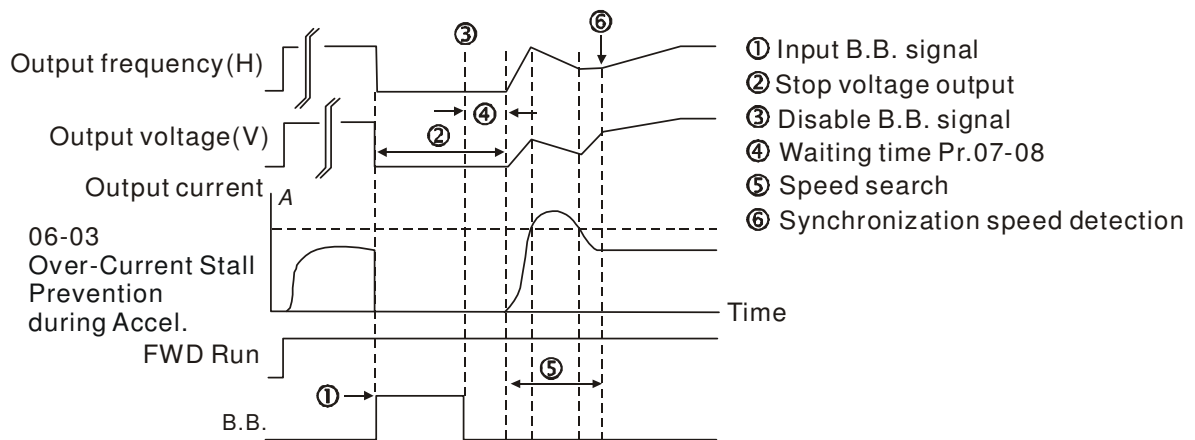 ⑥
③
Output frequency(H)
① Input B.B. signal
② Stop voltage output
④
② 
Output voltage(V)
③ Disable B.B. signal
④ Waiting time Pr.07-08
Output current
A
⑤ Speed search
⑥ Synchronization speed detection
06-03
Over-Current Stall
Prevention
during Accel.
Time
FWD Run
⑤
①
B.B.